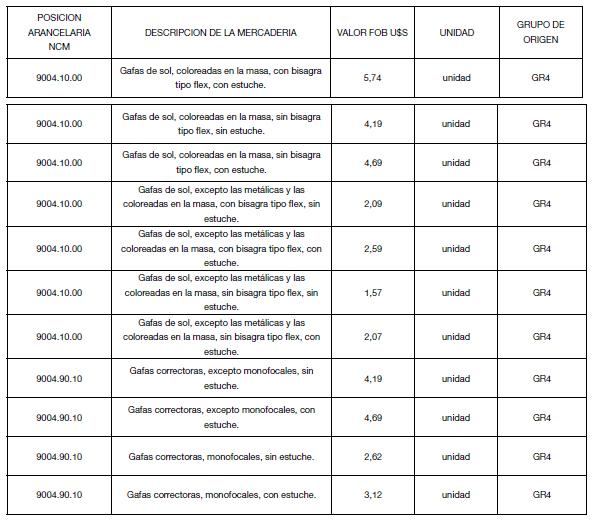 POSICION
ARANCELARIA
NCM
DESCRIPCION DE LA MERCADERIA
VALOR FOB U$S
UNIDAD
GRUPO DE
ORIGEN
9004.10.00
Gafas de sol, coloreadas en la masa, con bisagra
tipo flex, con estuche.
5,74
unidad
GR4
9004.10.00
Gafas de sol, coloreadas en la masa, sin bisagra
tipo flex, sin estuche.
4,19
unidad
GR4
9004.10.00
Gafas de sol, coloreadas en la masa, sin bisagra
tipo flex, con estuche.
4,69
unidad
GR4
9004.10.00
Gafas de sol, excepto las metálicas y las
coloreadas en la masa, con bisagra tipo flex, sin
estuche.
2,09
unidad
GR4
9004.10.00
Gafas de sol, excepto las metálicas y las
coloreadas en la masa, con bisagra tipo flex, con
estuche.
2,59
unidad
GR4
9004.10.00
Gafas de sol, excepto las metálicas y las
coloreadas en la masa, sin bisagra tipo flex, sin
estuche.
1,57
unidad
GR4
9004.10.00
Gafas de sol, excepto las metálicas y las
coloreadas en la masa, sin bisagra tipo flex, con
estuche.
2,07
unidad
GR4
9004.90.10
Gafas correctoras, excepto monofocales, sin
estuche.
4,19
unidad
GR4
9004.90.10
Gafas correctoras, excepto monofocales, con
estuche.
4,69
unidad
GR4
9004.90.10
Gafas correctoras, monofocales, sin estuche.
2,62
unidad
GR4
9004.90.10
Gafas correctoras, monofocales, con estuche.
3,12
unidad
GR4